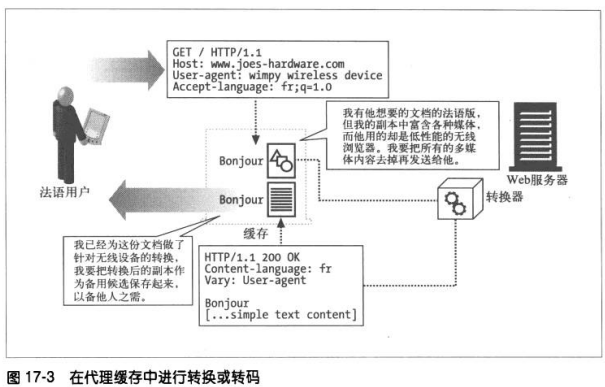 GET / HTTP/1.1
Host: www.joes-hardware.com
User-agent: wimpy wireless device
Accept-language: fr;q=1.0
我有他想要的文档的法语版，
但我的副本中富含各种媒体，
而他用的却是低性能的无线
浏览器。我要把所有的多媒
体内容去掉再发送给他。
Bonjour
Web服务器
法语用户
Bonjour
转换器
缓存
我已经为这份文档做了
针对无线设备的转换，
我要把转换后的副本作
为备用候选保存起来，
以备他人之需。
HTTP/1.1 200 OK
Content-language: fr
Vary: User-agent
Bonjour
[...simple text content]
图 17-3 在代理缓存中进行转换或转码